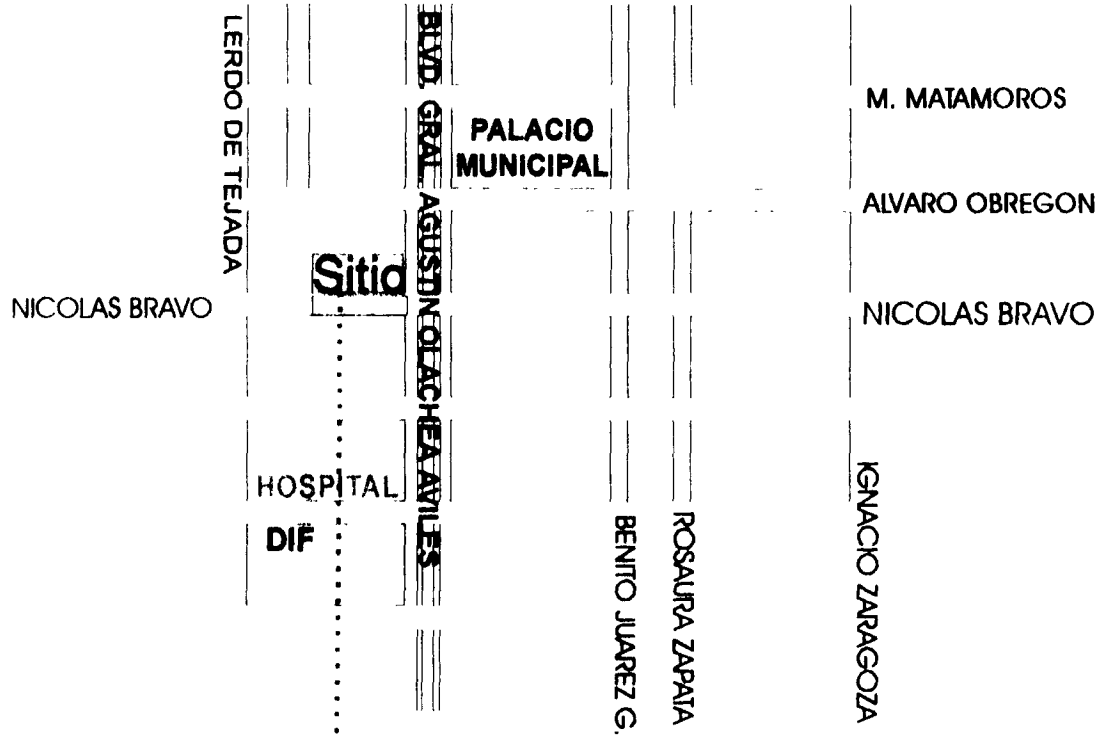 LERDO DE TEJADA
BLVD. GRAL. AGUSTIN OLACHEA AVILES
M. MATAMOROS
PALACIO
MUNICIPAL
ALVARO OBREGON
Sitio
NICOLAS BRAVO
NICOLAS BRAVO
HOSPITAL
DIF
BENITO JUAREZ G.
ROSAURA ZAPATA
IGNACIO ZARAGOZA